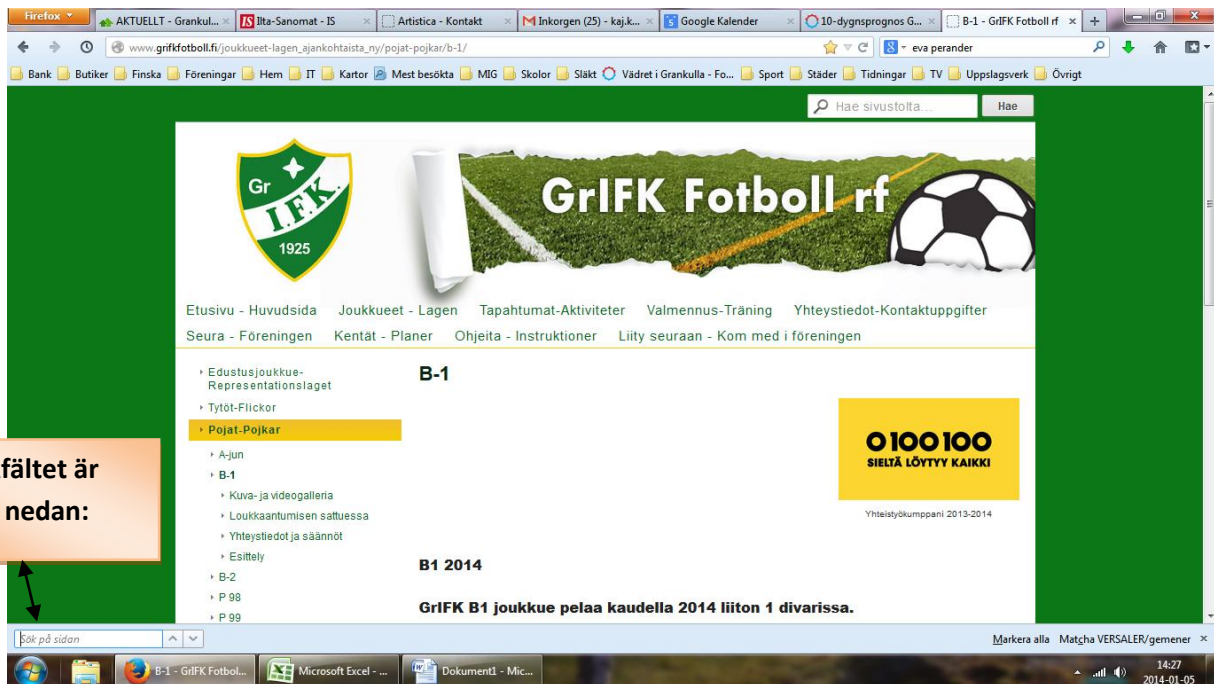 Firefox
AKTUELLT - Grankul...
IS Ilta-Sanomat - IS
Artistica - Kontakt
Inkorgen (25) - kaj.k...
Google Kalender
10-dygnsprognos G...
B-1 - GrIFK Fotboll rf
www.grifkfotboll.fi/joukkueet-lagen_ajankohtaista_ny/pojat-pojkar/b-1/
eva perander
Bank Butiker Finska Föreningar Hem IT Kartor Mest besökta MIG Skolor Släkt Vädret i Grankulla - Fo... Sport Städer Tidningar TV Uppslagsverk Övrigt
Hae sivustolta... Hae
Gr
I.F.K
1925
GrIFK Fotboll rf
Etusivu - Huvudsida Joukkueet - Lagen Tapahtumat-Aktiviteter Valmennus-Träning Yhteystiedot-Kontaktuppgifter
Seura - Föreningen Kentät - Planer Ohjeita - Instruktioner Liity seuraan - Kom med i föreningen
Edustusjoukkue-
Representationslaget
Tytöt-Flickor
Pojat-Pojkar
A-jun
B-1
Kuva- ja videogalleria
Loukkaantumisen sattuessa
Yhteystiedot ja säännöt
Esittely
B-2
P 98
P 99
B-1
0100100
SIELTÄ LÖYTYY KAIKKI
Yhteistyökumppani 2013-2014
B1 2014
GrIFK B1 joukkue pelaa kaudella 2014 liiton 1 divarissa.
fältet är
nedan:
Sök på sidan
Markera alla Matcha VERSALER/gemener
B-1 - GrIFK Fotbol...
Microsoft Excel - ...
Dokument1 - Mic...
14:27
2014-01-05